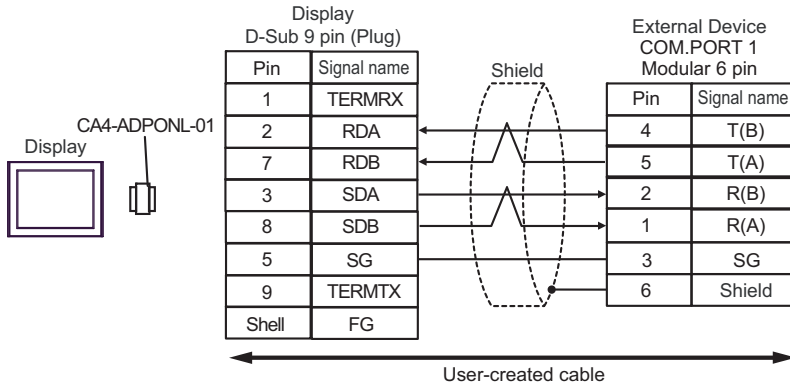 Display
D-Sub 9 pin (Plug)
External Device
COM.PORT 1
Modular 6 pin
Pin Signal name
Shield
Pin Signal name
1 TERMRX
CA4-ADPONL-01
Display
2 RDA
4 T(B)
7 RDB
5 T(A)
3 SDA
2 R(B)
8 SDB
1 R(A)
5 SG
3 SG
9 TERMTX
6 Shield
Shell FG
User-created cable